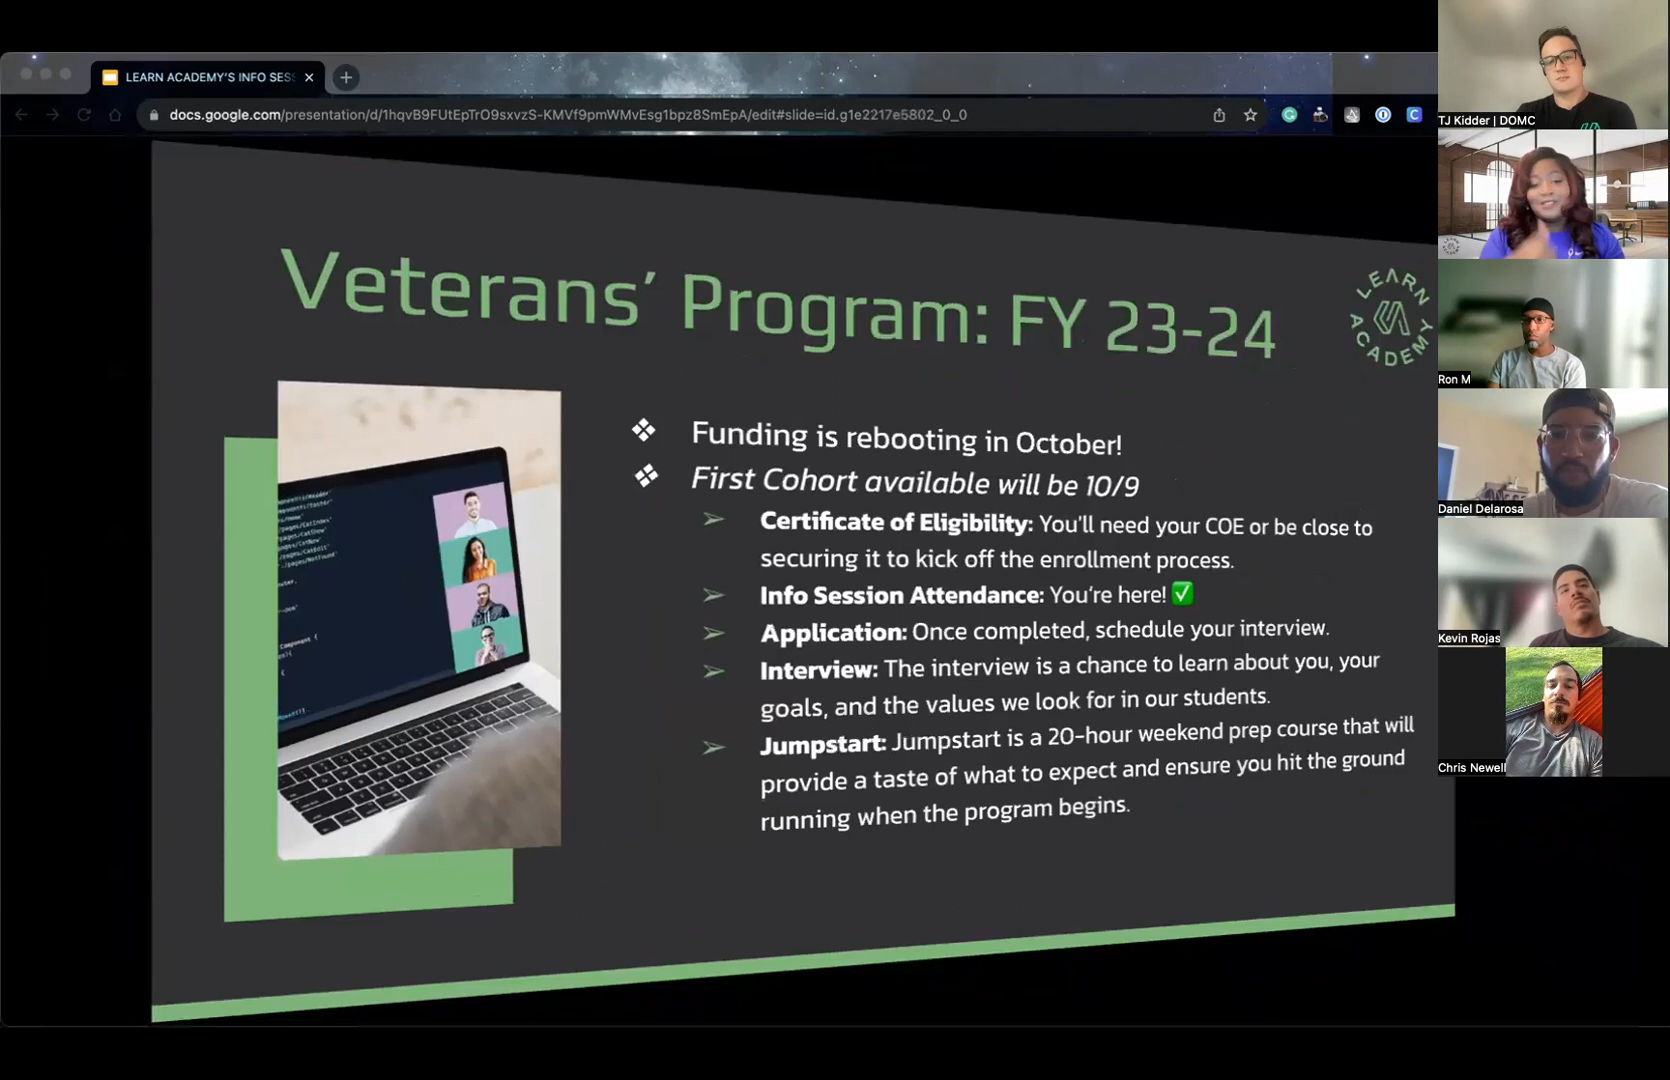 LEARN ACADEMY'S INFO SES
docs.google.com/presentation/d/1hqvB9FUtEpTrO9sxvzS-KMVf9pmWMvEsg1bpz8SmEpA/edit#slide=id.g1e2217e5802_0_0
TJ Kidder | DOMC
Veterans' Program: FY 23-24
LEARN
ACADEMY
Ron M
❖ Funding is rebooting in October!
❖ First Cohort available will be 10/9
➢ Certificate of Eligibility: You'll need your COE or be close to
securing it to kick off the enrollment process.
➢ Info Session Attendance: You're here! ✅
➢ Application: Once completed, schedule your interview.
➢ Interview: The interview is a chance to learn about you, your
goals, and the values we look for in our students.
➢ Jumpstart: Jumpstart is a 20-hour weekend prep course that will
provide a taste of what to expect and ensure you hit the ground
running when the program begins.
Daniel Delarosa
Kevin Rojas
Chris Newell